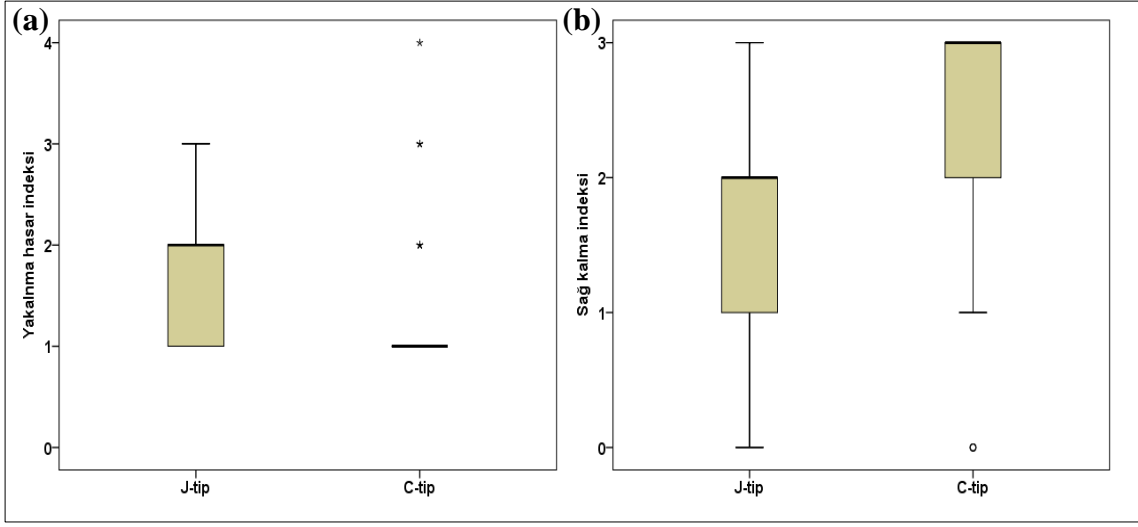 (a)
Yakalnma hasar indeksi
4
3
2
1
0
J-tip
C-tip
(b)
Sağ kalma indeksi
3
2
1
0
J-tip
C-tip